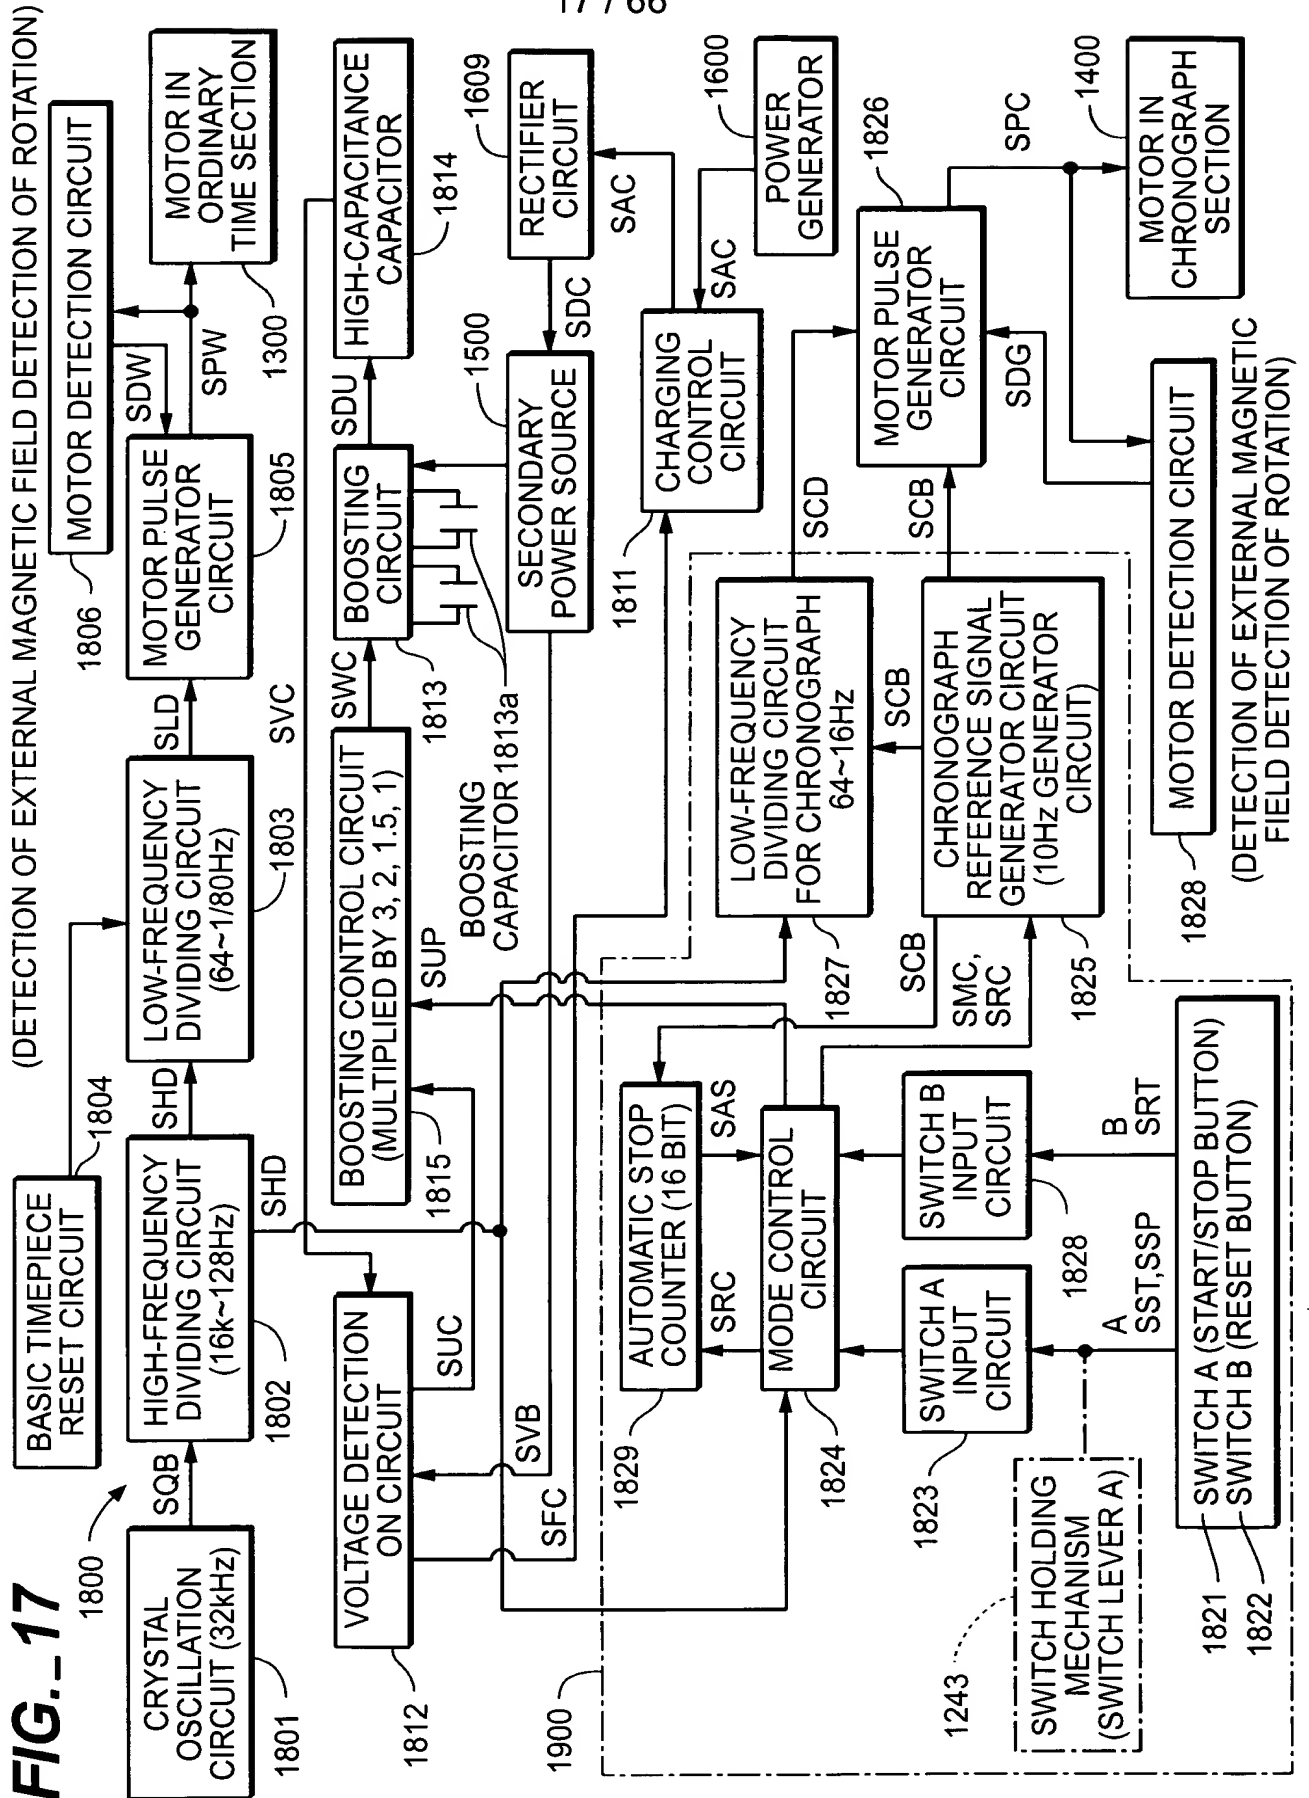 17 / 66
FIG._17
(DETECTION OF EXTERNAL MAGNETIC FIELD DETECTION OF ROTATION)
1800
BASIC TIMEPIECE
RESET CIRCUIT
1804
1806
MOTOR DETECTION CIRCUIT
CRYSTAL
OSCILLATION
CIRCUIT (32kHz)
1801
SQB
HIGH-FREQUENCY
DIVIDING CIRCUIT
(16k~128Hz)
1802
SHD
SHD
LOW-FREQUENCY
DIVIDING CIRCUIT
(64~1/80Hz)
1803
SLD
MOTOR PULSE
GENERATOR
CIRCUIT
1805
SDW
SPW
MOTOR IN
ORDINARY
TIME SECTION
1300
SVC
VOLTAGE DETECTION
ON CIRCUIT
1812
SUC
SVB
SFC
BOOSTING CONTROL CIRCUIT
(MULTIPLIED BY 3, 2, 1.5, 1)
1815
SUP
SWC
BOOSTING
CIRCUIT
1813
BOOSTING
CAPACITOR 1813a
SDU
HIGH-CAPACITANCE
CAPACITOR
1814
SECONDARY
POWER SOURCE
1500
SDC
RECTIFIER
CIRCUIT
1609
SAC
CHARGING
CONTROL
CIRCUIT
1811
SAC
POWER
GENERATOR
1600
1900
AUTOMATIC STOP
COUNTER (16 BIT)
1829
SRC
SAS
MODE CONTROL
CIRCUIT
1824
SWITCH A
INPUT
CIRCUIT
1823
SWITCH B
INPUT
CIRCUIT
1828
A
SST,SSP
B
SRT
1243
SWITCH HOLDING
MECHANISM
(SWITCH LEVER A)
1821
1822
SWITCH A (START/STOP BUTTON)
SWITCH B (RESET BUTTON)
LOW-FREQUENCY
DIVIDING CIRCUIT
FOR CHRONOGRAPH
64~16Hz
1827
SCB
SCB
SMC,
SRC
CHRONOGRAPH
REFERENCE SIGNAL
GENERATOR CIRCUIT
(10Hz GENERATOR
CIRCUIT)
1825
SCD
SCB
MOTOR PULSE
GENERATOR
CIRCUIT
1826
SDG
SPC
MOTOR IN
CHRONOGRAPH
SECTION
1400
MOTOR DETECTION CIRCUIT
1828
(DETECTION OF EXTERNAL MAGNETIC
FIELD DETECTION OF ROTATION)